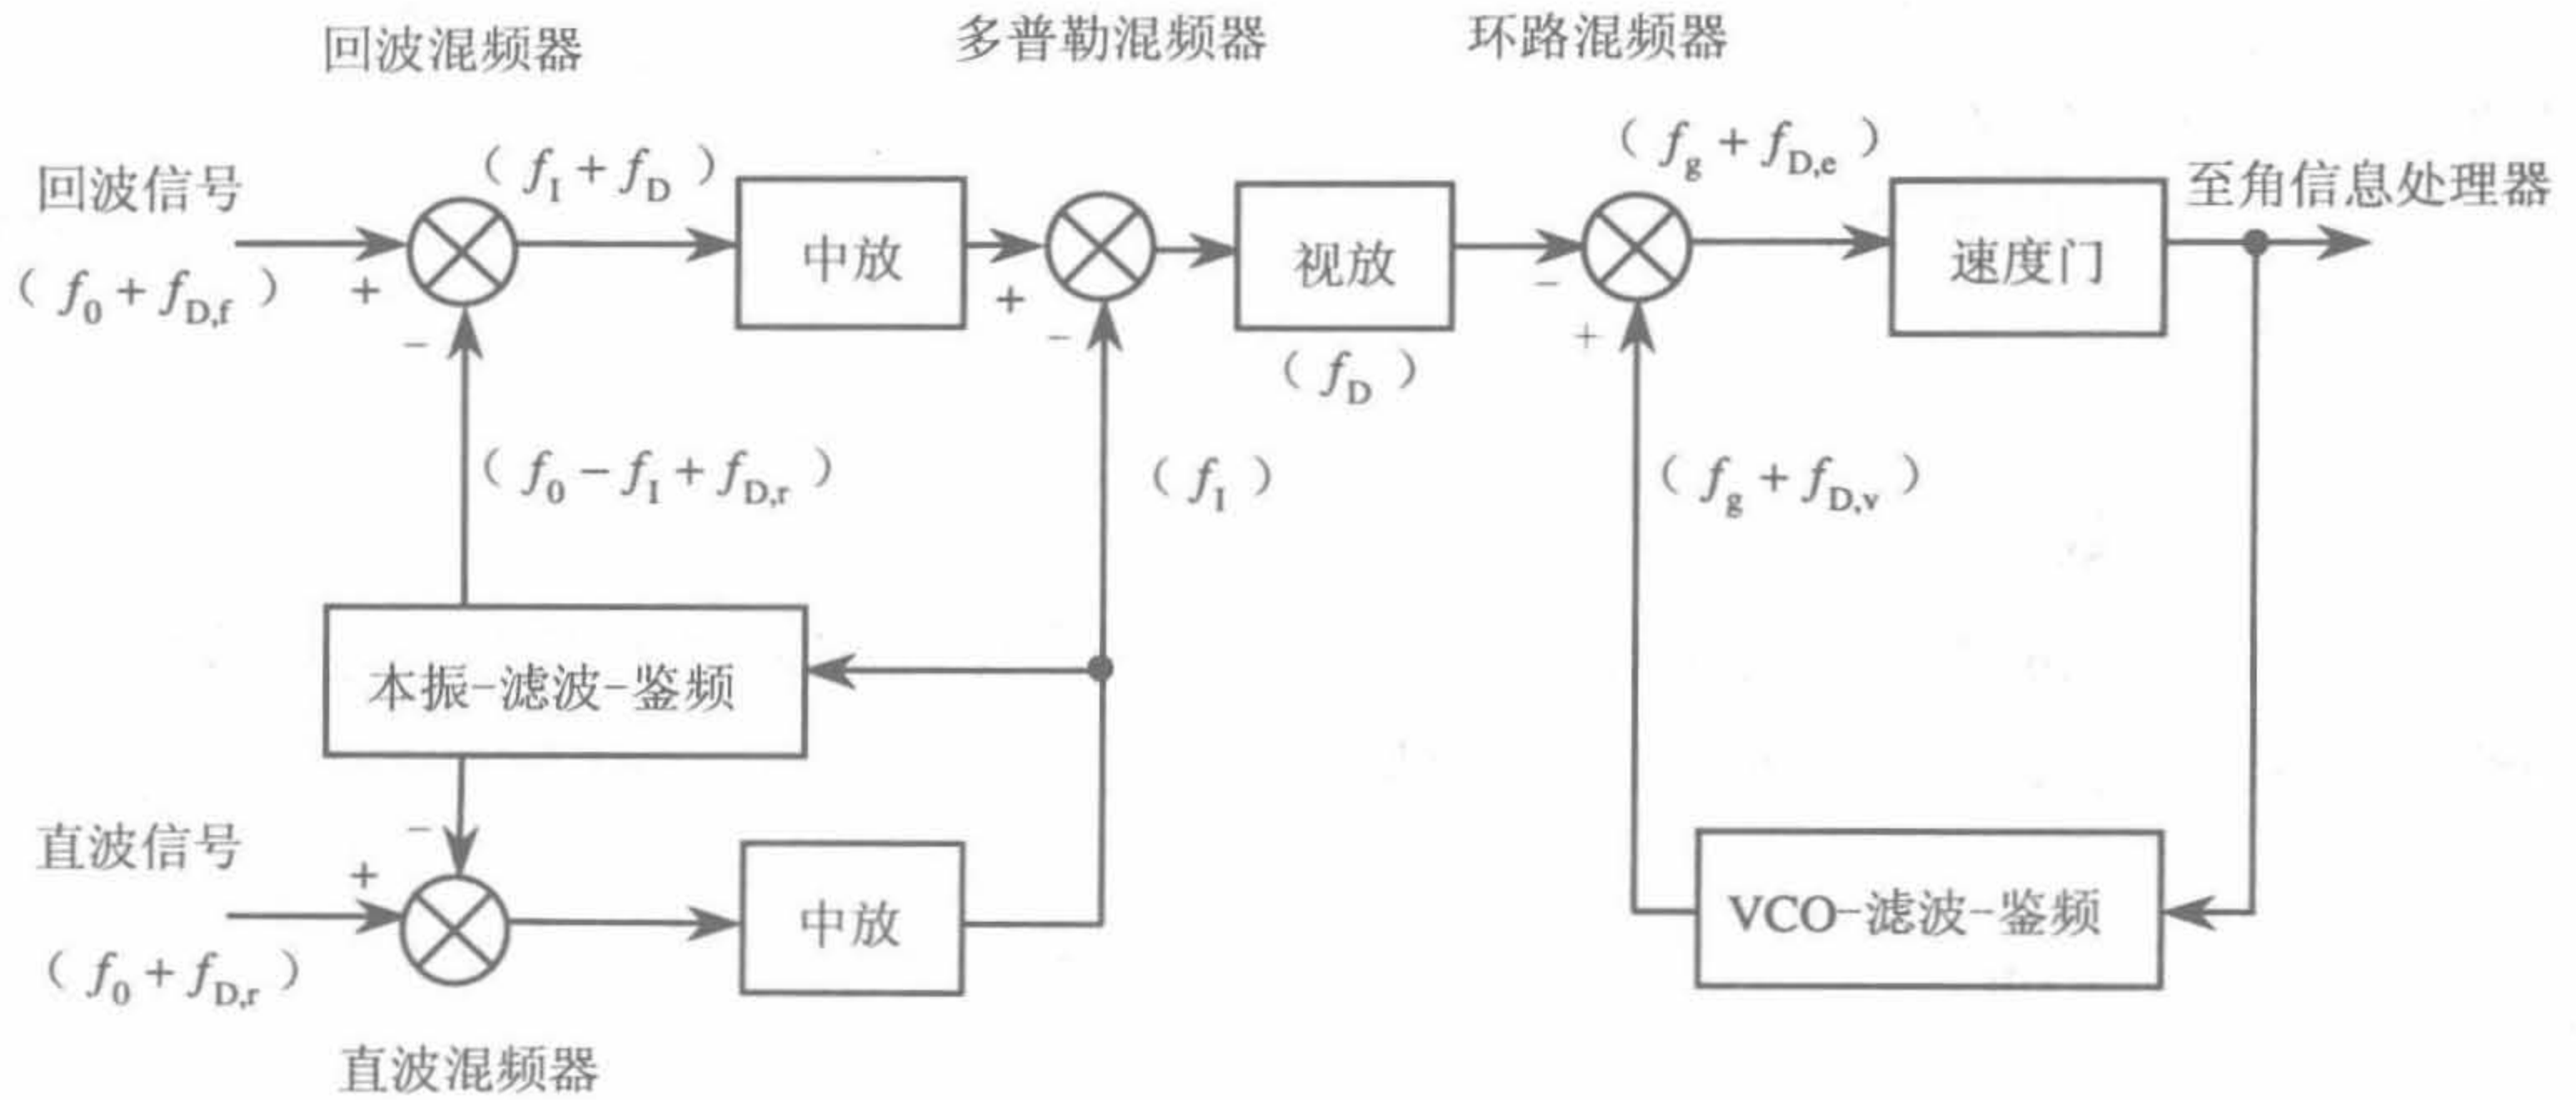 回波混频器
多普勒混频器
环路混频器
回波信号
( f₀ + f_D,f )
+
−
( f_I + f_D )
中放
+
−
视放
( f_D )
−
+
( f_g + f_D,e )
速度门
至角信息处理器
( f₀ − f_I + f_D,r )
( f_I )
( f_g + f_D,v )
本振-滤波-鉴频
直波信号
( f₀ + f_D,r )
−
+
中放
VCO-滤波-鉴频
直波混频器